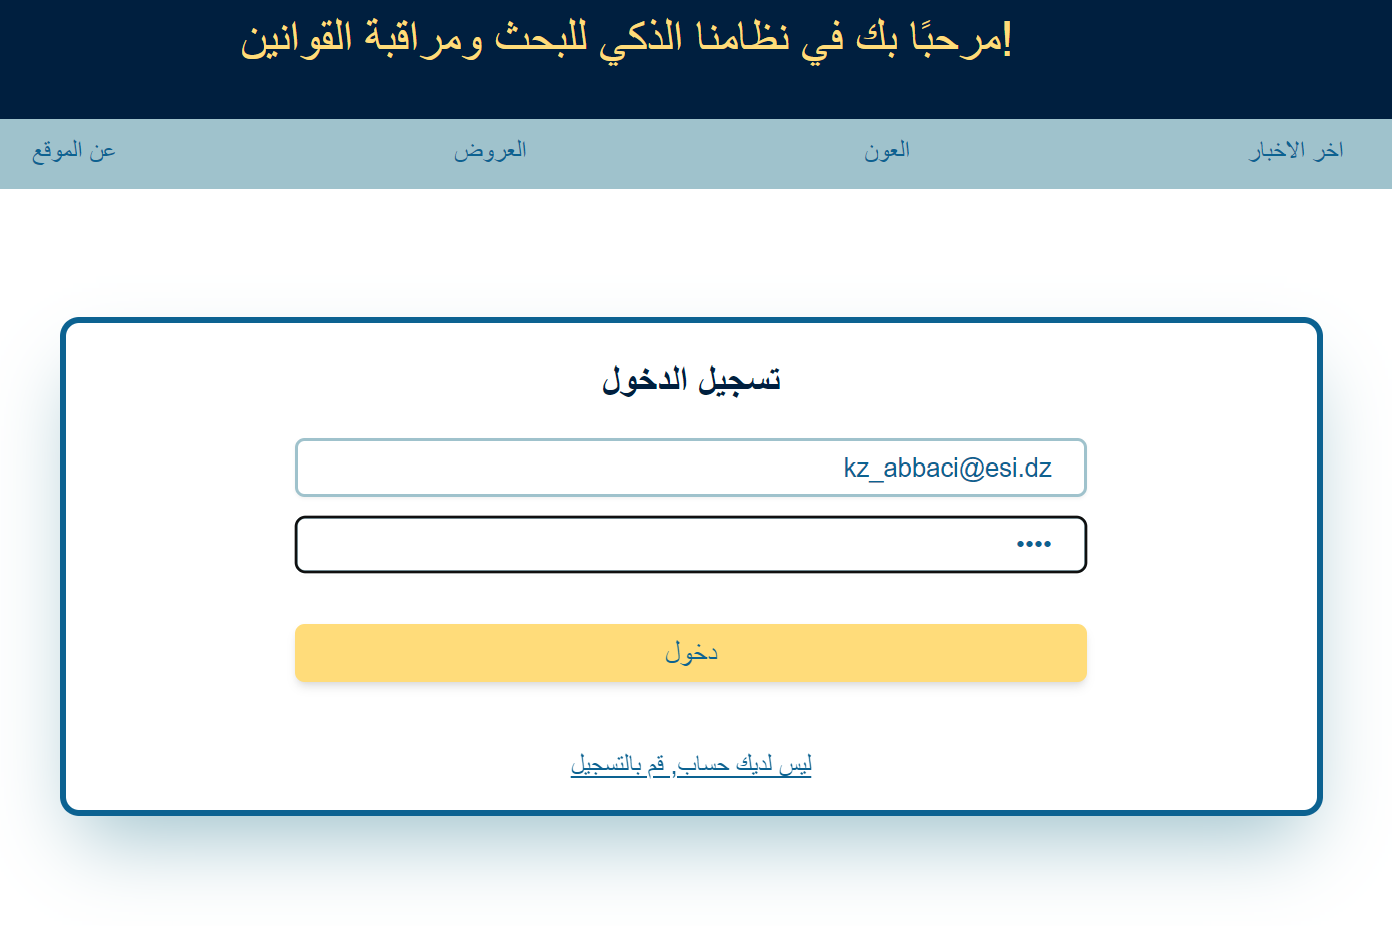 مرحبًا بك في نظامنا الذكي للبحث ومراقبة القوانين!
اخر الاخبار
العون
العروض
عن الموقع
تسجيل الدخول
kz_abbaci@esi.dz
••••
دخول
ليس لديك حساب, قم بالتسجيل